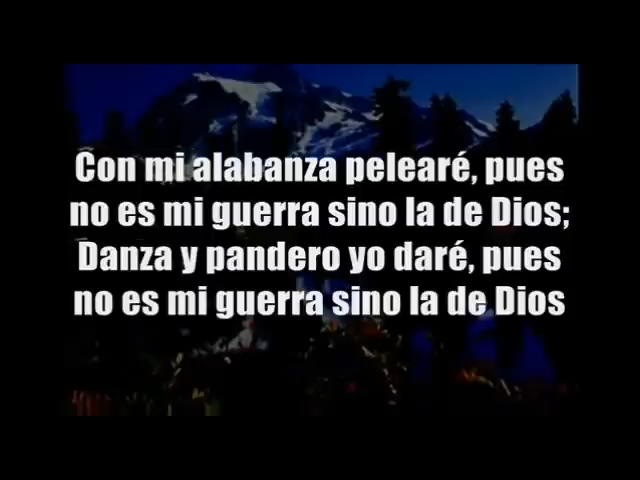 Con mi alabanza pelearé, pues
no es mi guerra sino la de Dios;
Danza y pandero yo daré, pues
no es mi guerra sino la de Dios